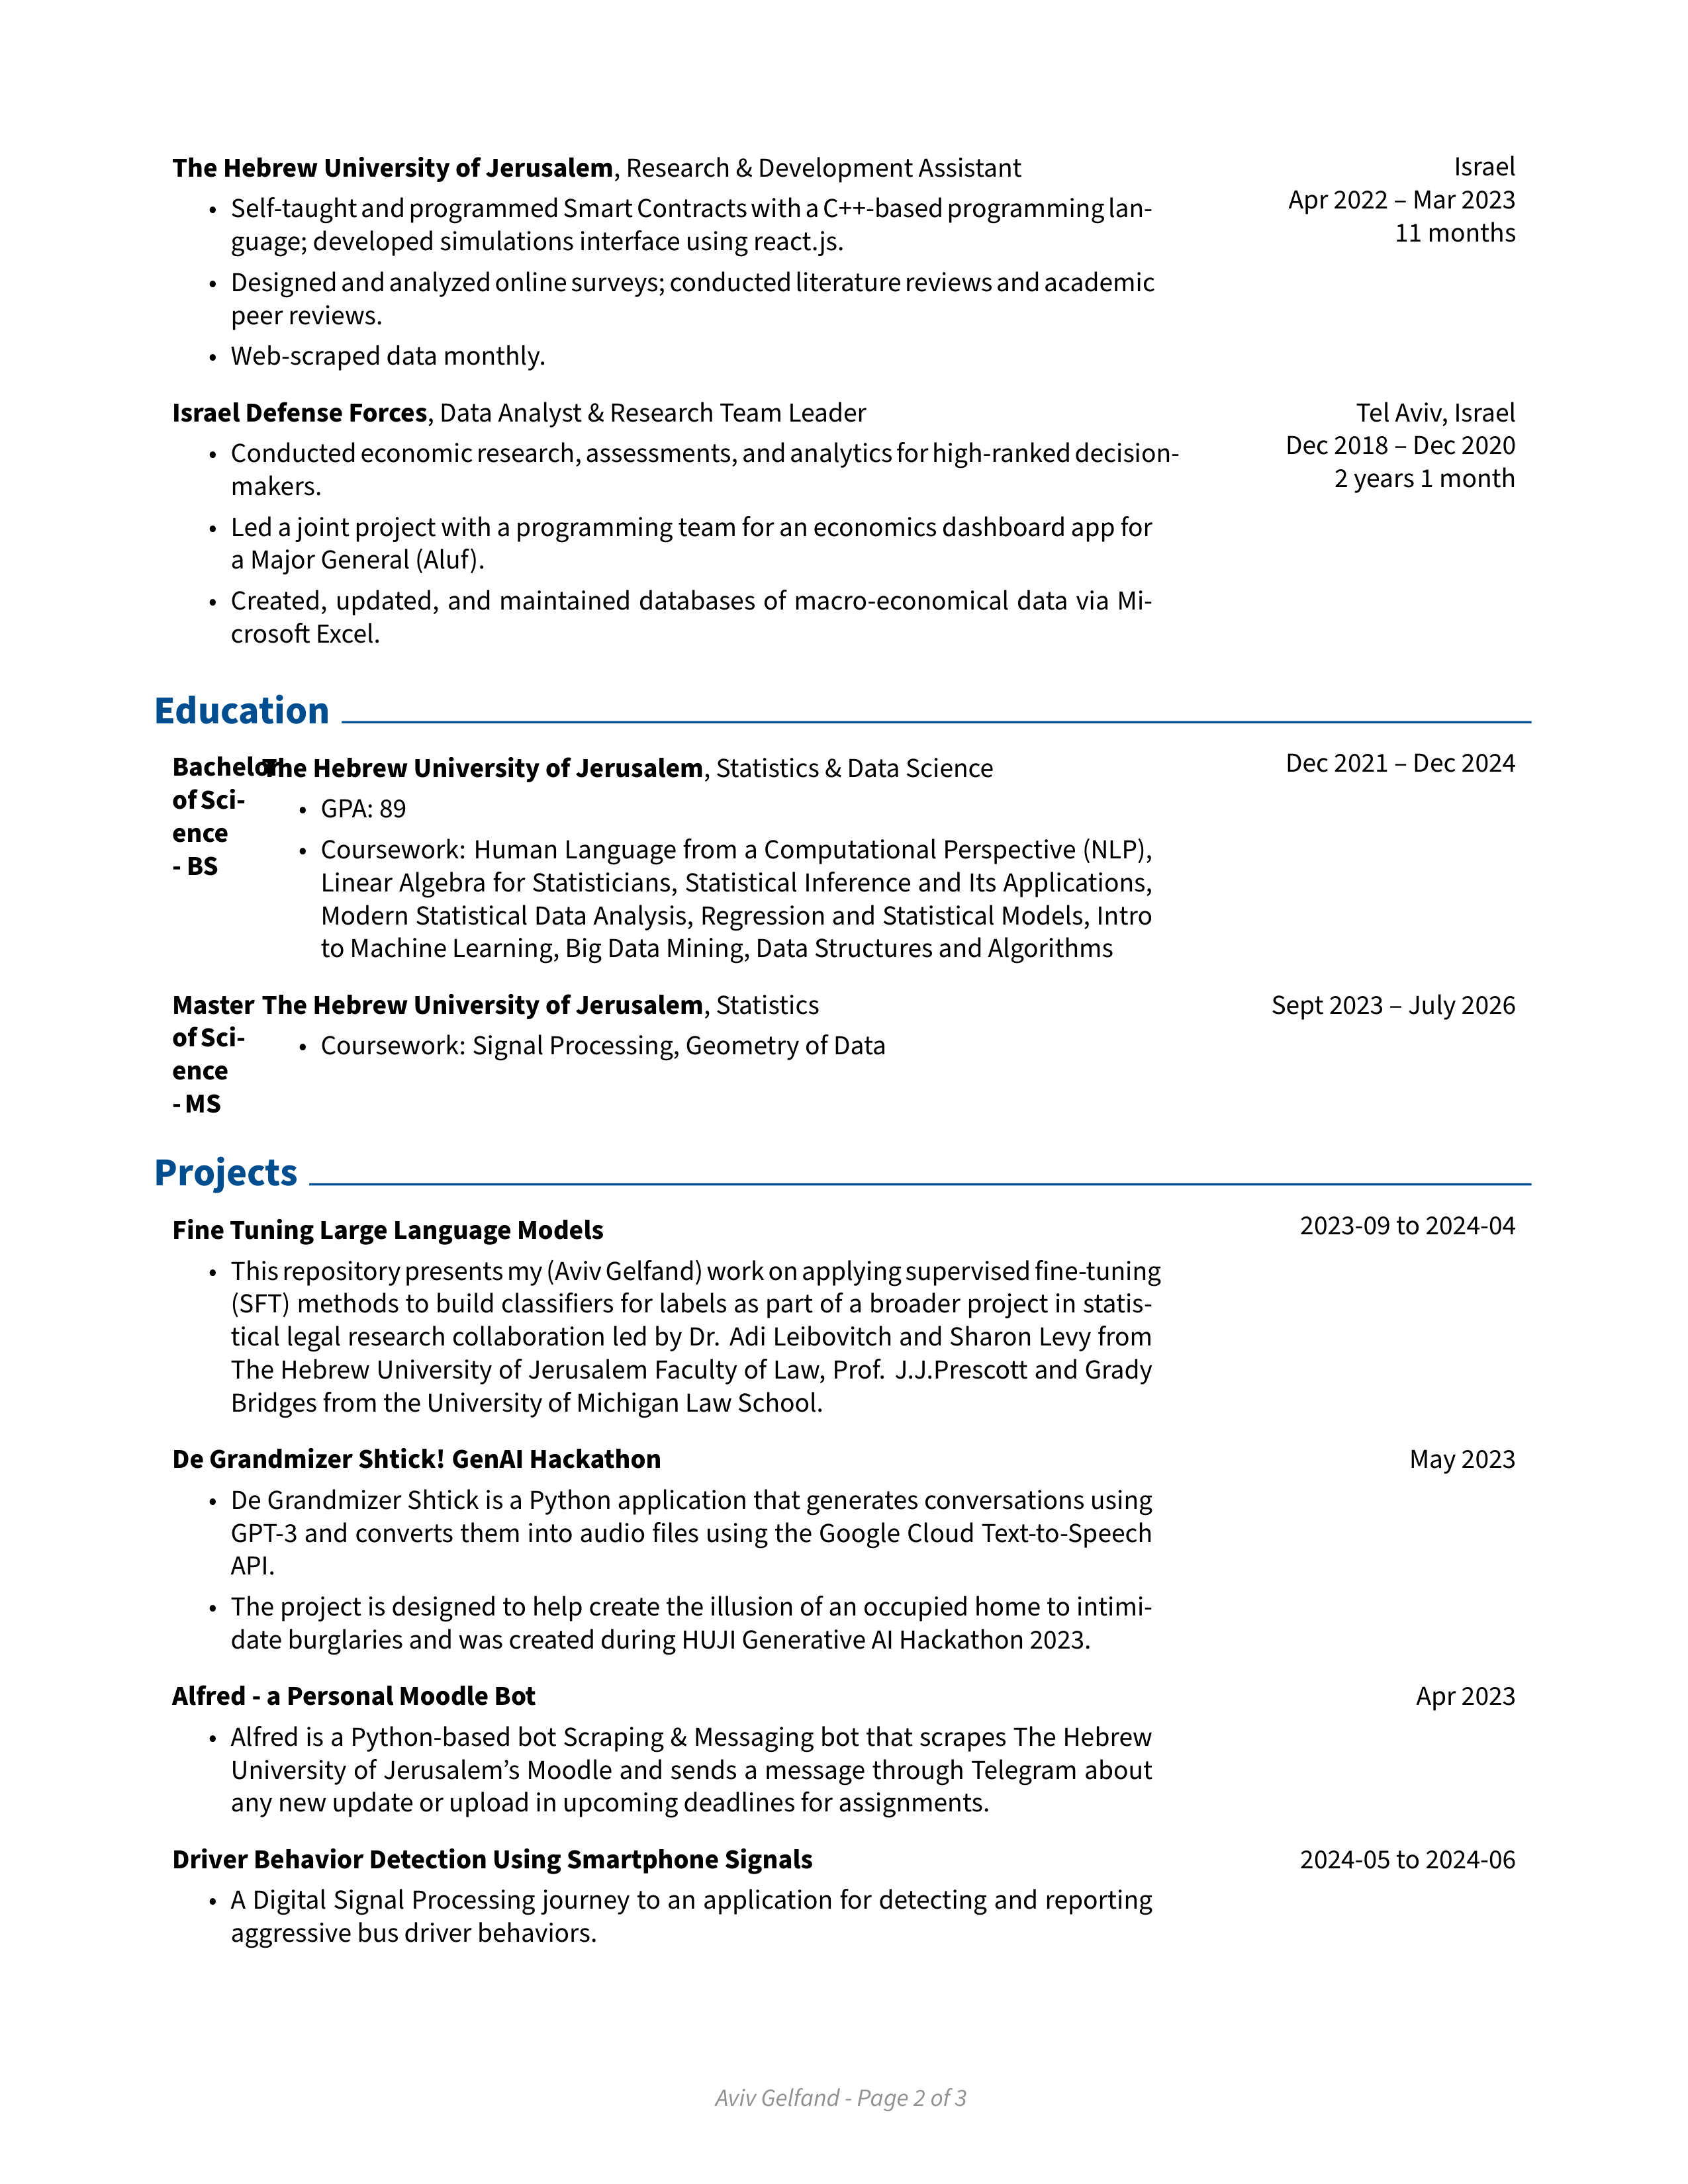 The Hebrew University of Jerusalem, Research & Development Assistant
Israel
Apr 2022 – Mar 2023
11 months
• Self-taught and programmed Smart Contracts with a C++-based programming lan-
guage; developed simulations interface using react.js.
• Designed and analyzed online surveys; conducted literature reviews and academic
peer reviews.
• Web-scraped data monthly.
Israel Defense Forces, Data Analyst & Research Team Leader
Tel Aviv, Israel
Dec 2018 – Dec 2020
2 years 1 month
• Conducted economic research, assessments, and analytics for high-ranked decision-
makers.
• Led a joint project with a programming team for an economics dashboard app for
a Major General (Aluf).
• Created, updated, and maintained databases of macro-economical data via Mi-
crosoft Excel.
Education
Bachelor
of Sci-
ence
- BS
The Hebrew University of Jerusalem, Statistics & Data Science
Dec 2021 – Dec 2024
• GPA: 89
• Coursework: Human Language from a Computational Perspective (NLP),
Linear Algebra for Statisticians, Statistical Inference and Its Applications,
Modern Statistical Data Analysis, Regression and Statistical Models, Intro
to Machine Learning, Big Data Mining, Data Structures and Algorithms
Master
of Sci-
ence
- MS
The Hebrew University of Jerusalem, Statistics
Sept 2023 – July 2026
• Coursework: Signal Processing, Geometry of Data
Projects
Fine Tuning Large Language Models
2023-09 to 2024-04
• This repository presents my (Aviv Gelfand) work on applying supervised fine-tuning
(SFT) methods to build classifiers for labels as part of a broader project in statis-
tical legal research collaboration led by Dr. Adi Leibovitch and Sharon Levy from
The Hebrew University of Jerusalem Faculty of Law, Prof. J.J.Prescott and Grady
Bridges from the University of Michigan Law School.
De Grandmizer Shtick! GenAI Hackathon
May 2023
• De Grandmizer Shtick is a Python application that generates conversations using
GPT-3 and converts them into audio files using the Google Cloud Text-to-Speech
API.
• The project is designed to help create the illusion of an occupied home to intimi-
date burglaries and was created during HUJI Generative AI Hackathon 2023.
Alfred - a Personal Moodle Bot
Apr 2023
• Alfred is a Python-based bot Scraping & Messaging bot that scrapes The Hebrew
University of Jerusalem’s Moodle and sends a message through Telegram about
any new update or upload in upcoming deadlines for assignments.
Driver Behavior Detection Using Smartphone Signals
2024-05 to 2024-06
• A Digital Signal Processing journey to an application for detecting and reporting
aggressive bus driver behaviors.
Aviv Gelfand - Page 2 of 3